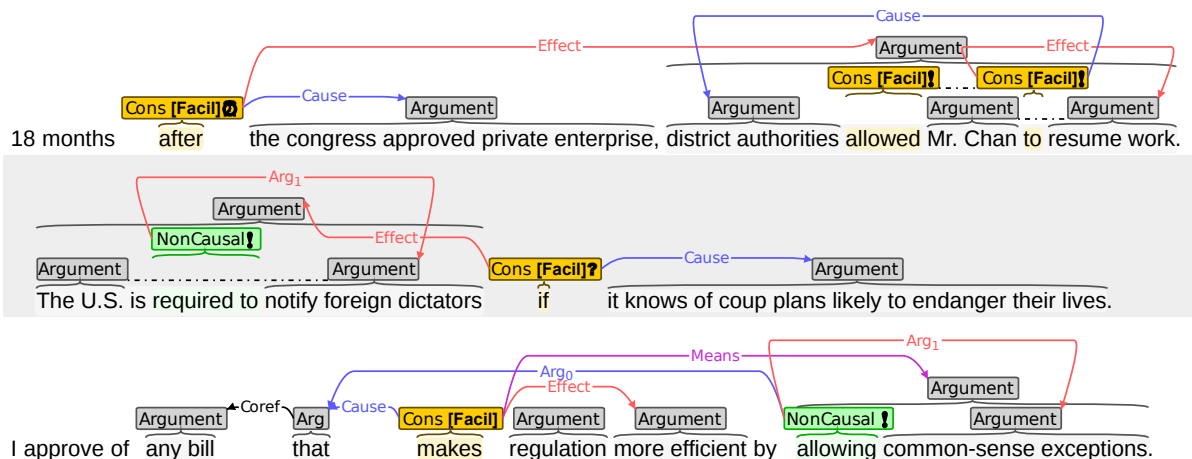 Cause
Effect Argument Effect
Cons [Facil]! Cons [Facil]!
Cons [Facil] Cause Argument Argument Argument Argument
18 months after the congress approved private enterprise, district authorities allowed Mr. Chan to resume work.
Arg1
Argument
NonCausal! Effect
Argument Argument Cons [Facil]? Cause Argument
The U.S. is required to notify foreign dictators if it knows of coup plans likely to endanger their lives.
Means Arg1
Arg0
Effect Argument
Argument Coref Arg Cause Cons [Facil] Argument Argument NonCausal ! Argument
I approve of any bill that makes regulation more efficient by allowing common-sense exceptions.